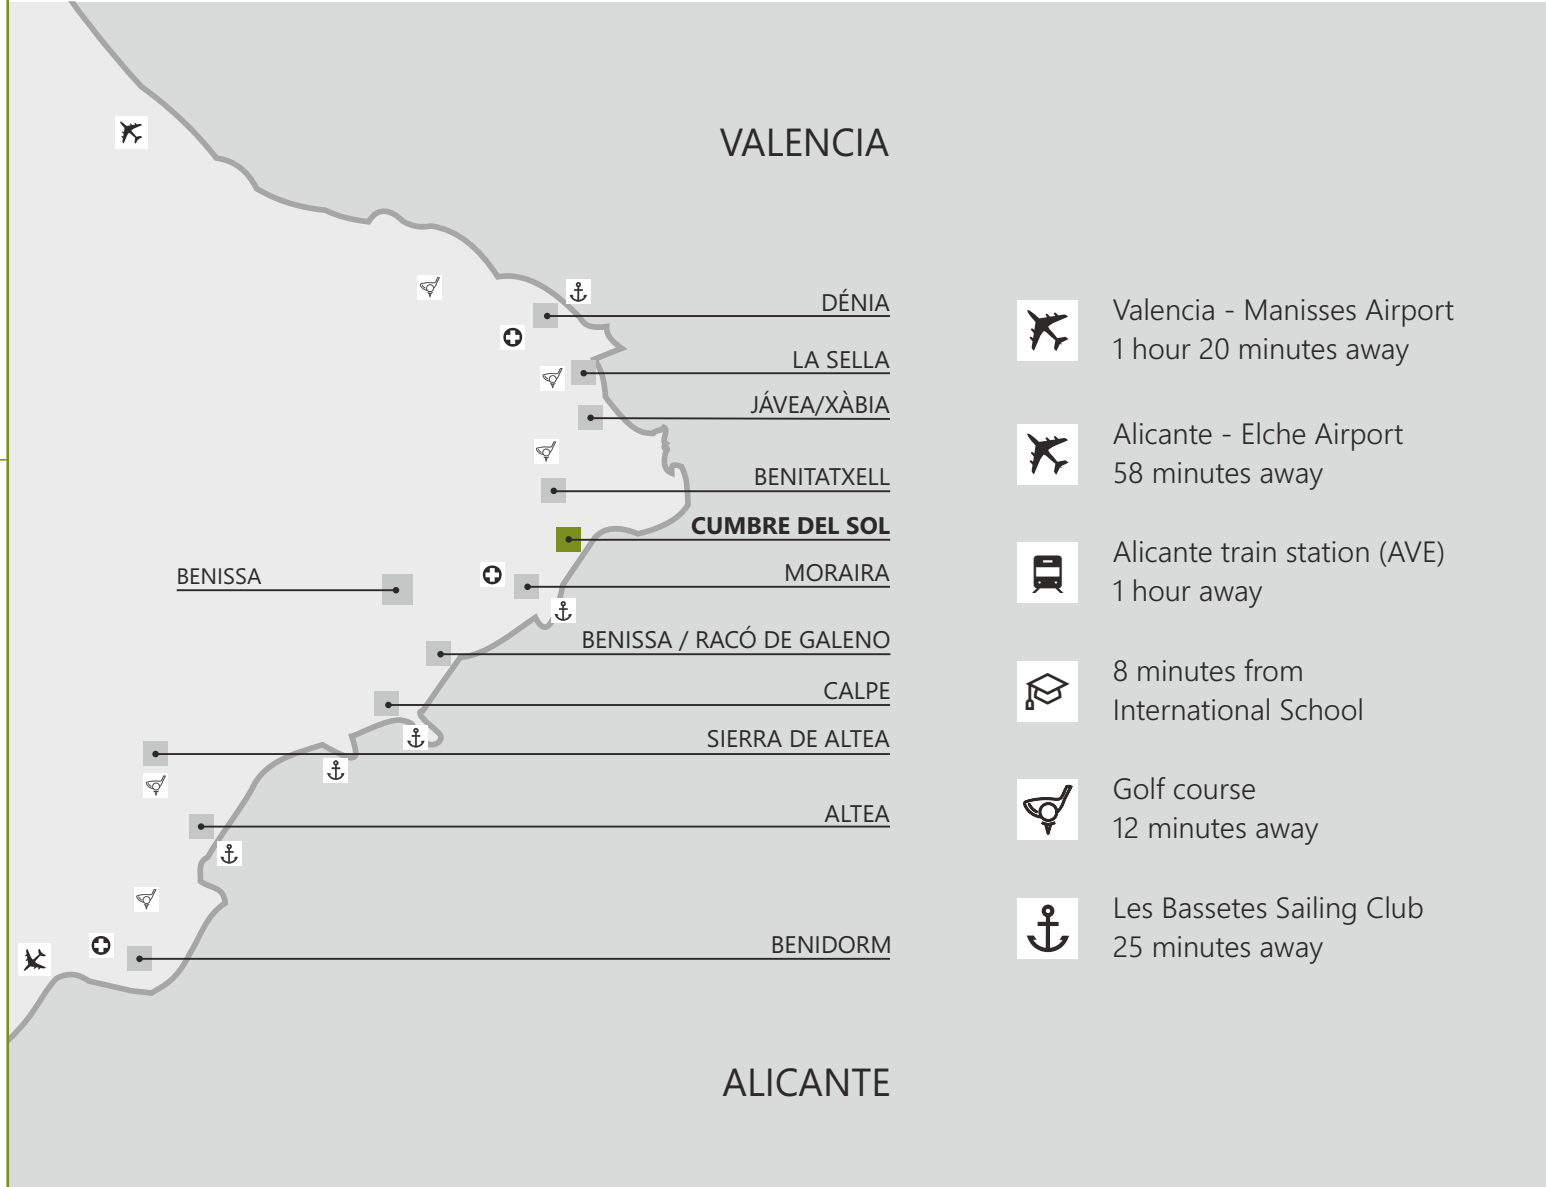 VALENCIA
DÉNIA
LA SELLA
JÁVEA/XÀBIA
BENITATXELL
CUMBRE DEL SOL
MORAIRA
BENISSA
BENISSA / RACÓ DE GALENO
CALPE
SIERRA DE ALTEA
ALTEA
BENIDORM
ALICANTE
Valencia - Manisses Airport
1 hour 20 minutes away
Alicante - Elche Airport
58 minutes away
Alicante train station (AVE)
1 hour away
8 minutes from
International School
Golf course
12 minutes away
Les Bassetes Sailing Club
25 minutes away